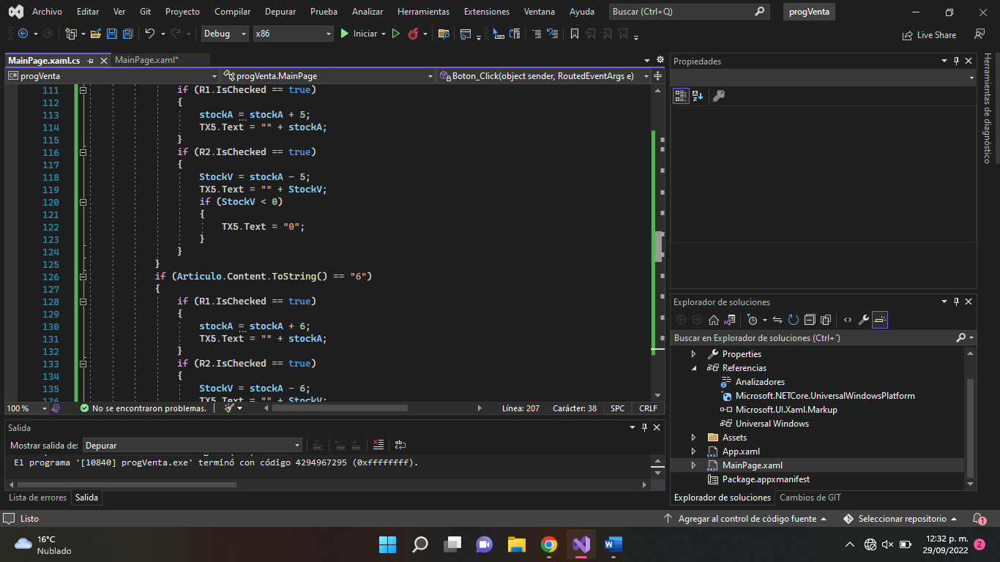 Archivo Editar Ver Git Proyecto Compilar Depurar Prueba Analizar Herramientas Extensiones Ventana Ayuda Buscar (Ctrl+Q) progVenta
Debug x86 Iniciar Live Share
MainPage.xaml.cs MainPage.xaml*
progVenta progVenta.MainPage Boton_Click(object sender, RoutedEventArgs e)
111 if (R1.IsChecked == true)
112 {
113 stockA = stockA + 5;
114 TX5.Text = "" + stockA;
115 }
116 if (R2.IsChecked == true)
117 {
118 StockV = stockA - 5;
119 TX5.Text = "" + StockV;
120 if (StockV < 0)
121 {
122 TX5.Text = "0";
123 }
124 }
125 }
126 if (Articulo.Content.ToString() == "6")
127 {
128 if (R1.IsChecked == true)
129 {
130 stockA = stockA + 6;
131 TX5.Text = "" + stockA;
132 }
133 if (R2.IsChecked == true)
134 {
135 StockV = stockA - 6;
136 TX5.Text = "" + StockV;
100 % No se encontraron problemas. Línea: 207 Carácter: 38 SPC CRLF
Salida
Mostrar salida de: Depurar
El programa '[10840] progVenta.exe' terminó con código 4294967295 (0xffffffff).
Lista de errores Salida
Propiedades
Herramientas de diagnóstico
Explorador de soluciones
Buscar en Explorador de soluciones (Ctrl+´)
Properties
Referencias
Analizadores
Microsoft.NETCore.UniversalWindowsPlatform
Microsoft.UI.Xaml.Markup
Universal Windows
Assets
App.xaml
MainPage.xaml
Package.appxmanifest
Explorador de soluciones Cambios de GIT
Listo Agregar al control de código fuente Seleccionar repositorio 1
16°C
Nublado
12:32 p. m.
29/09/2022 2